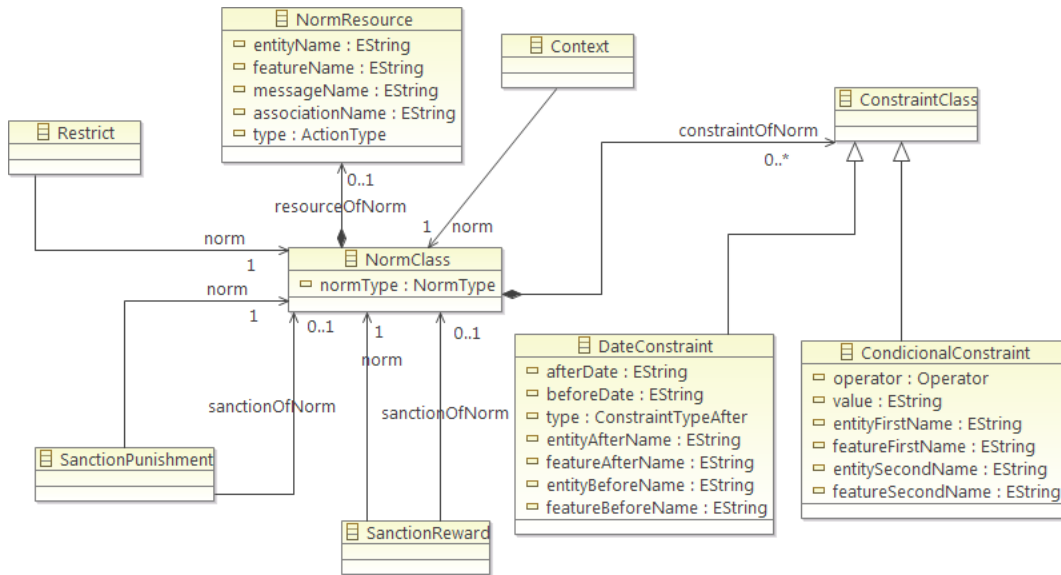 NormResource
entityName : EString
featureName : EString
messageName : EString
associationName : EString
type : ActionType
Context
ConstraintClass
Restrict
constraintOfNorm
0..*
0..1
resourceOfNorm
norm
1
1
norm
NormClass
normType : NormType
norm
1
0..1
1
0..1
norm
sanctionOfNorm
sanctionOfNorm
DateConstraint
afterDate : EString
beforeDate : EString
type : ConstraintTypeAfter
entityAfterName : EString
featureAfterName : EString
entityBeforeName : EString
featureBeforeName : EString
CondicionalConstraint
operator : Operator
value : EString
entityFirstName : EString
featureFirstName : EString
entitySecondName : EString
featureSecondName : EString
SanctionPunishment
SanctionReward